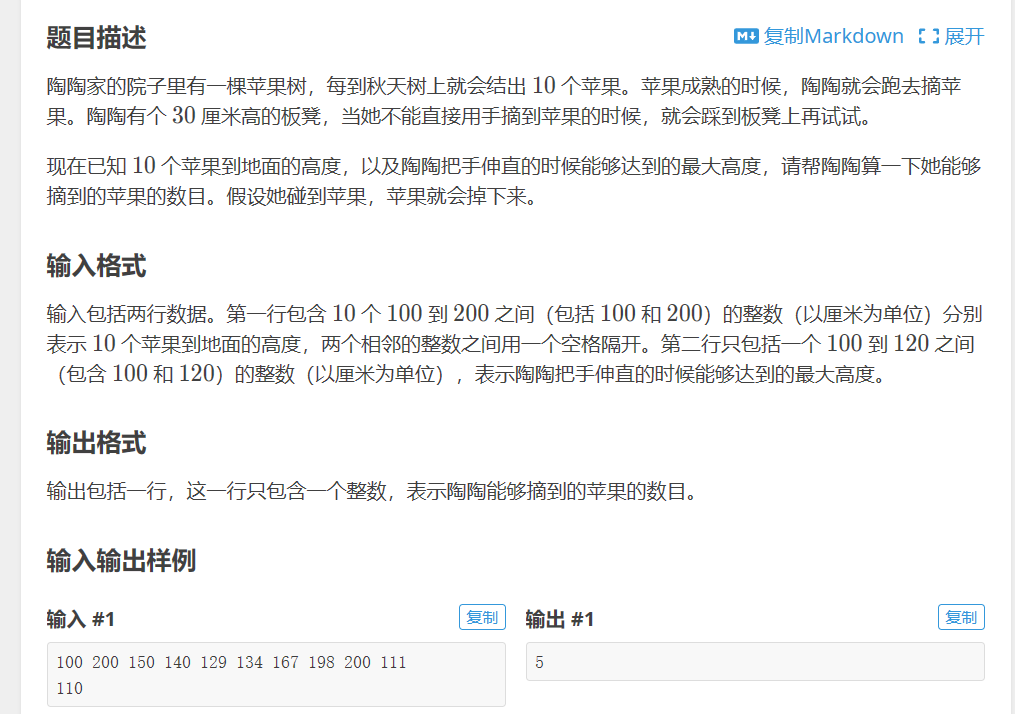 题目描述
复制Markdown 展开
陶陶家的院子里有一棵苹果树，每到秋天树上就会结出 10 个苹果。苹果成熟的时候，陶陶就会跑去摘苹
果。陶陶有个 30 厘米高的板凳，当她不能直接用手摘到苹果的时候，就会踩到板凳上再试试。
现在已知 10 个苹果到地面的高度，以及陶陶把手伸直的时候能够达到的最大高度，请帮陶陶算一下她能够
摘到的苹果的数目。假设她碰到苹果，苹果就会掉下来。
输入格式
输入包括两行数据。第一行包含 10 个 100 到 200 之间（包括 100 和 200）的整数（以厘米为单位）分别
表示 10 个苹果到地面的高度，两个相邻的整数之间用一个空格隔开。第二行只包括一个 100 到 120 之间
（包含 100 和 120）的整数（以厘米为单位），表示陶陶把手伸直的时候能够达到的最大高度。
输出格式
输出包括一行，这一行只包含一个整数，表示陶陶能够摘到的苹果的数目。
输入输出样例
输入 #1
复制
100 200 150 140 129 134 167 198 200 111
110
输出 #1
复制
5